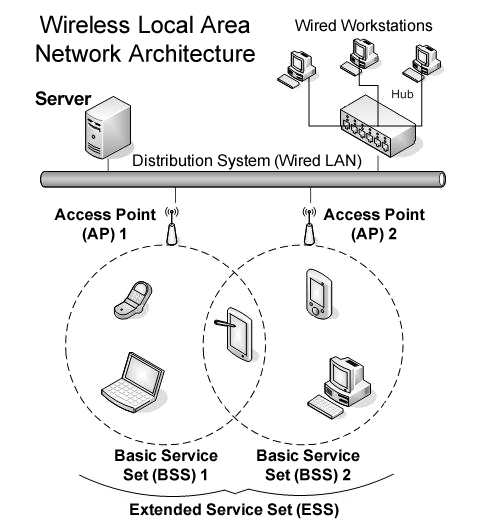 Wireless Local Area
Network Architecture
Wired Workstations
Hub
Server
Distribution System (Wired LAN)
Access Point
(AP) 1
Access Point
(AP) 2
Basic Service
Set (BSS) 1
Basic Service
Set (BSS) 2
Extended Service Set (ESS)